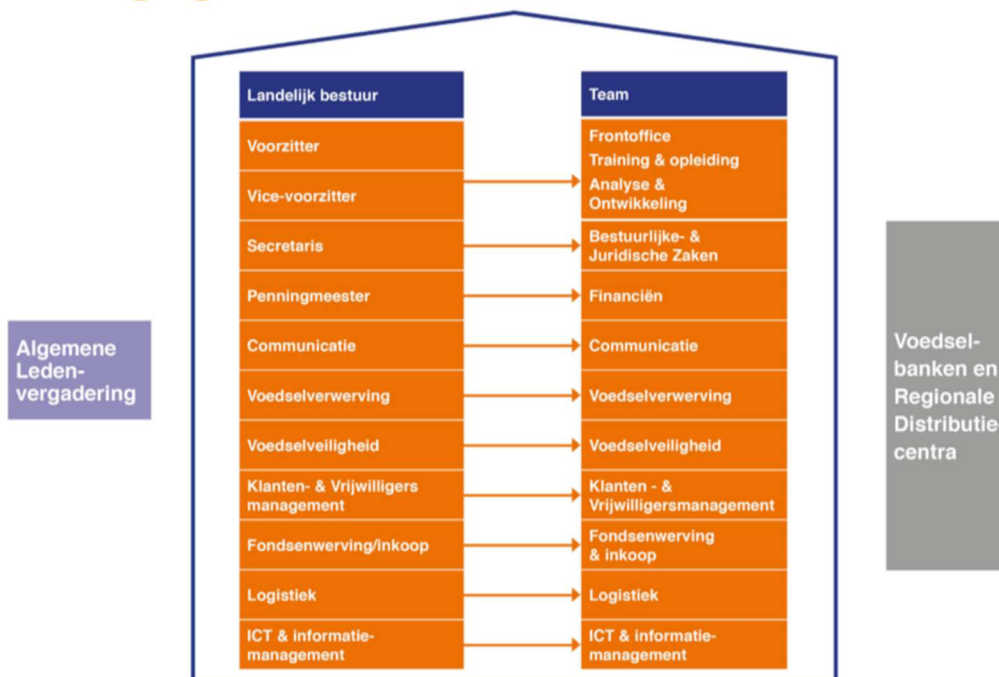 Algemene
Leden-
vergadering
Landelijk bestuur
Voorzitter
Vice-voorzitter
Secretaris
Penningmeester
Communicatie
Voedselverwerving
Voedselveiligheid
Klanten- & Vrijwilligers
management
Fondsenwerving/inkoop
Logistiek
ICT & informatie-
management
Team
Frontoffice
Training & opleiding
Analyse &
Ontwikkeling
Bestuurlijke- &
Juridische Zaken
Financiën
Communicatie
Voedselverwerving
Voedselveiligheid
Klanten - &
Vrijwilligersmanagement
Fondsenwerving
& inkoop
Logistiek
ICT & informatie-
management
Voedsel-
banken en
Regionale
Distributie-
centra